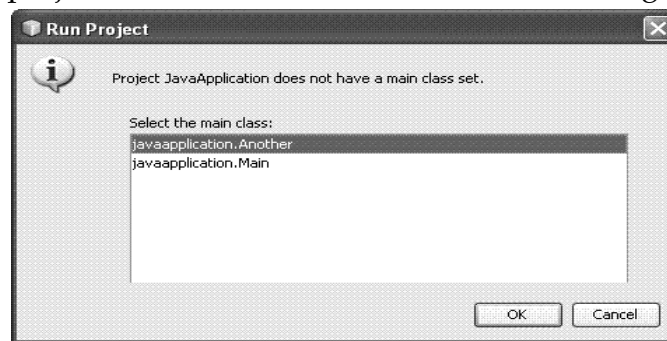 Run Project
Project JavaApplication does not have a main class set.
Select the main class:
javaapplication.Another
javaapplication.Main
OK
Cancel